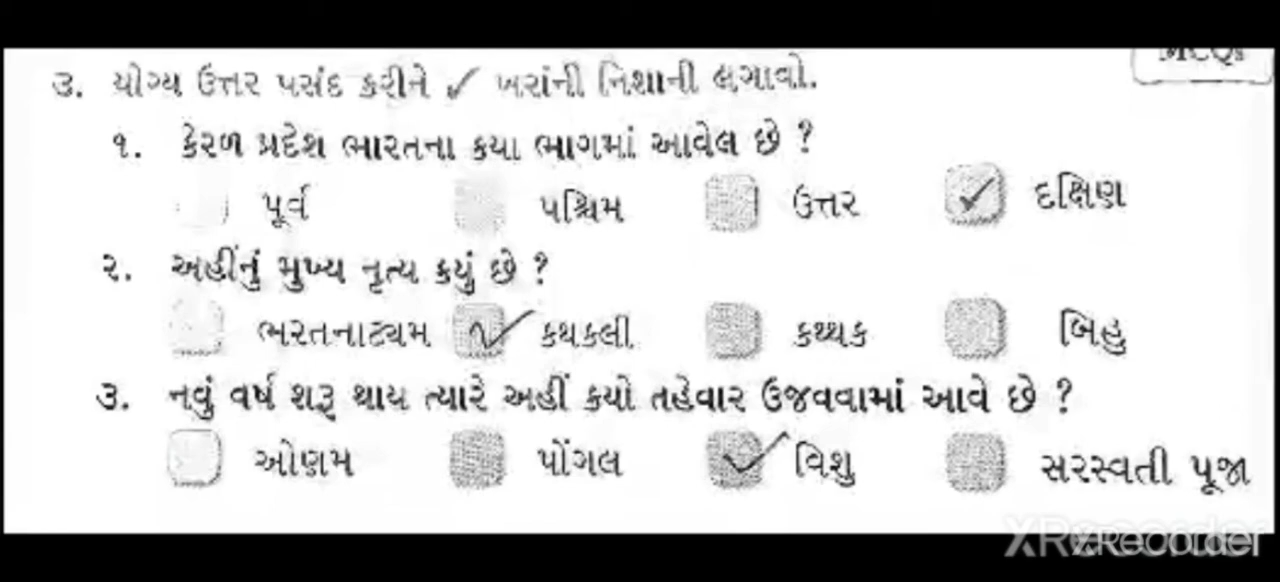 MCQs
૩. યોગ્ય ઉત્તર પસંદ કરીને ✓ ખરાંની નિશાની લગાવો.
૧. કેરળ પ્રદેશ ભારતના કયા ભાગમાં આવેલ છે ?
પૂર્વ પશ્ચિમ ઉત્તર ✓ દક્ષિણ
૨. અહીંનું મુખ્ય નૃત્ય કયું છે ?
ભરતનાટ્યમ ✓ કથકલી કથ્થક બિહુ
૩. નવું વર્ષ શરૂ થાય ત્યારે અહીં કયો તહેવાર ઉજવવામાં આવે છે ?
ઓણમ પોંગલ ✓ વિશુ સરસ્વતી પૂજા
XRecorder